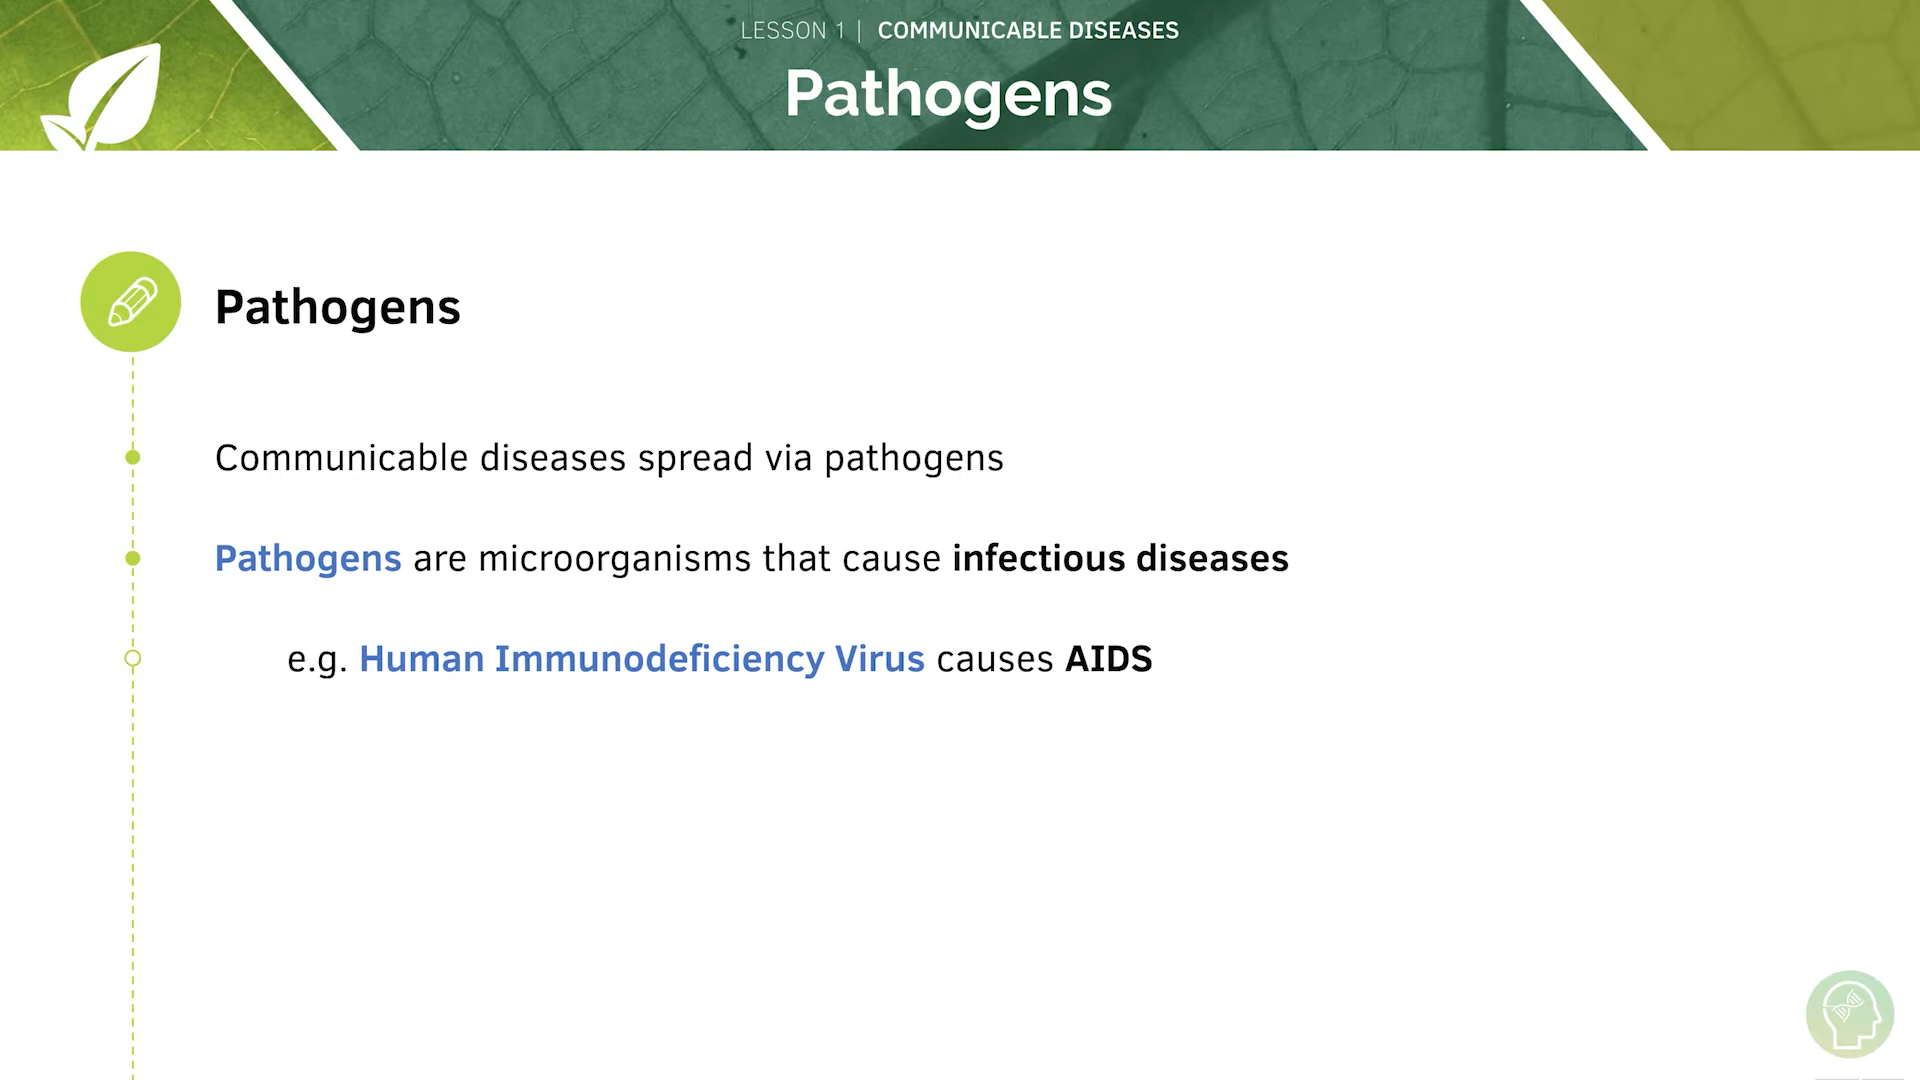 LESSON 1 | COMMUNICABLE DISEASES
Pathogens
Pathogens
Communicable diseases spread via pathogens
Pathogens are microorganisms that cause infectious diseases
e.g. Human Immunodeficiency Virus causes AIDS